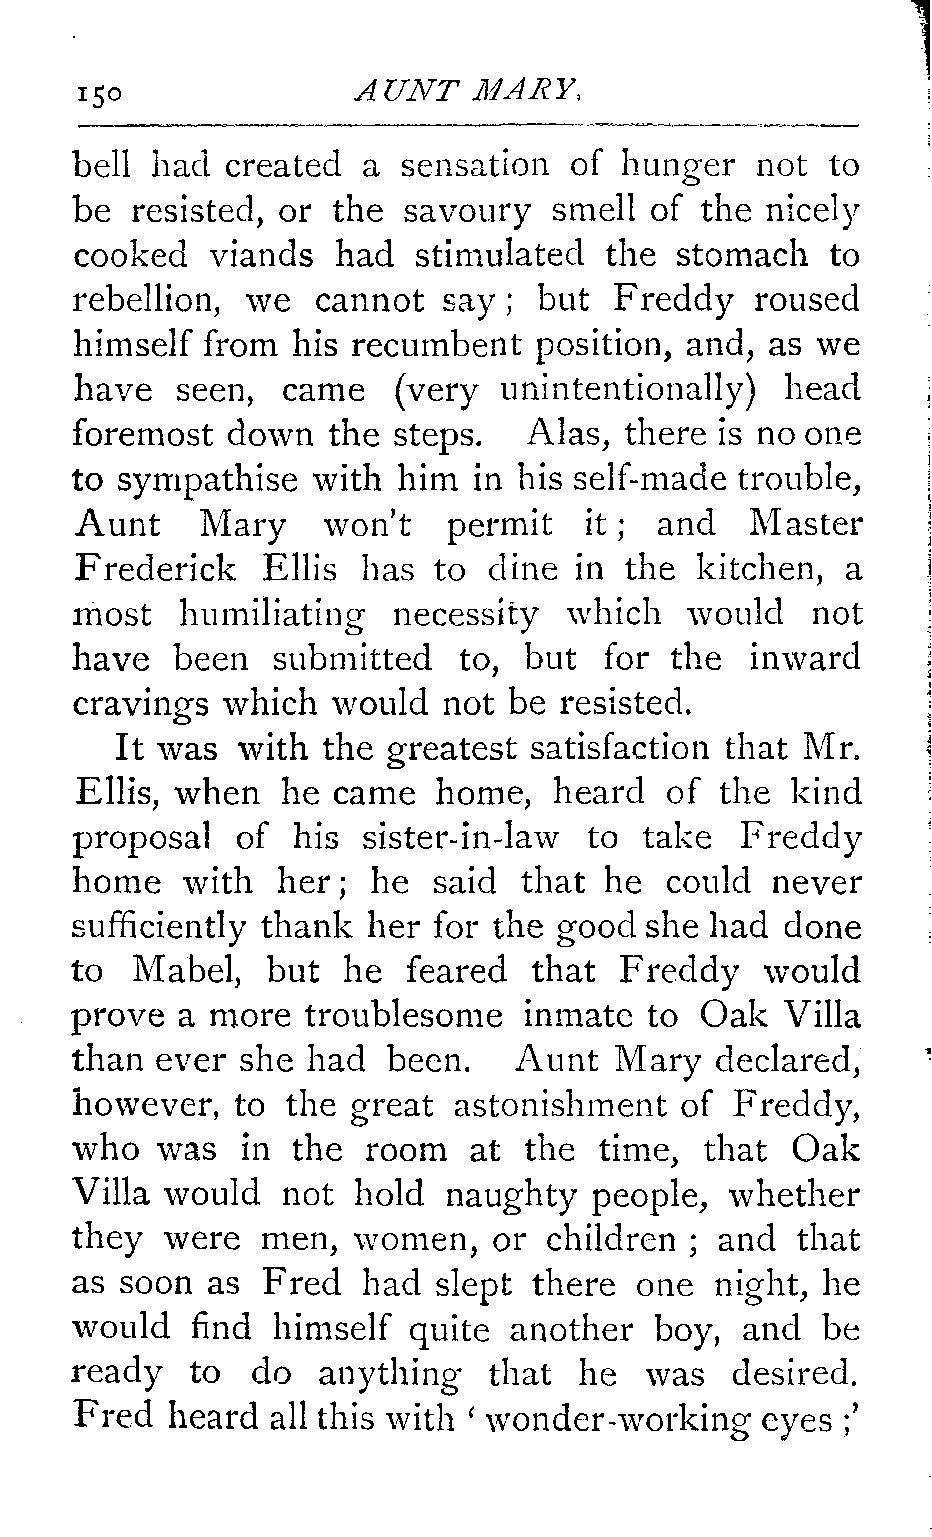 150 AUNT MARY.
bell had created a sensation of hunger not to
be resisted, or the savoury smell of the nicely
cooked viands had stimulated the stomach to
rebellion, we cannot say ; but Freddy roused
himself from his recumbent position, and, as we
have seen, came (very unintentionally) head
foremost down the steps. Alas, there is no one
to sympathise with him in his self-made trouble,
Aunt Mary won't permit it ; and Master
Frederick Ellis has to dine in the kitchen, a
most humiliating necessity which would not
have been submitted to, but for the inward
cravings which would not be resisted.
It was with the greatest satisfaction that Mr.
Ellis, when he came home, heard of the kind
proposal of his sister-in-law to take Freddy
home with her ; he said that he could never
sufficiently thank her for the good she had done
to Mabel, but he feared that Freddy would
prove a more troublesome inmate to Oak Villa
than ever she had been. Aunt Mary declared,
however, to the great astonishment of Freddy,
who was in the room at the time, that Oak
Villa would not hold naughty people, whether
they were men, women, or children ; and that
as soon as Fred had slept there one night, he
would find himself quite another boy, and be
ready to do anything that he was desired.
Fred heard all this with ‘ wonder-working eyes ;’